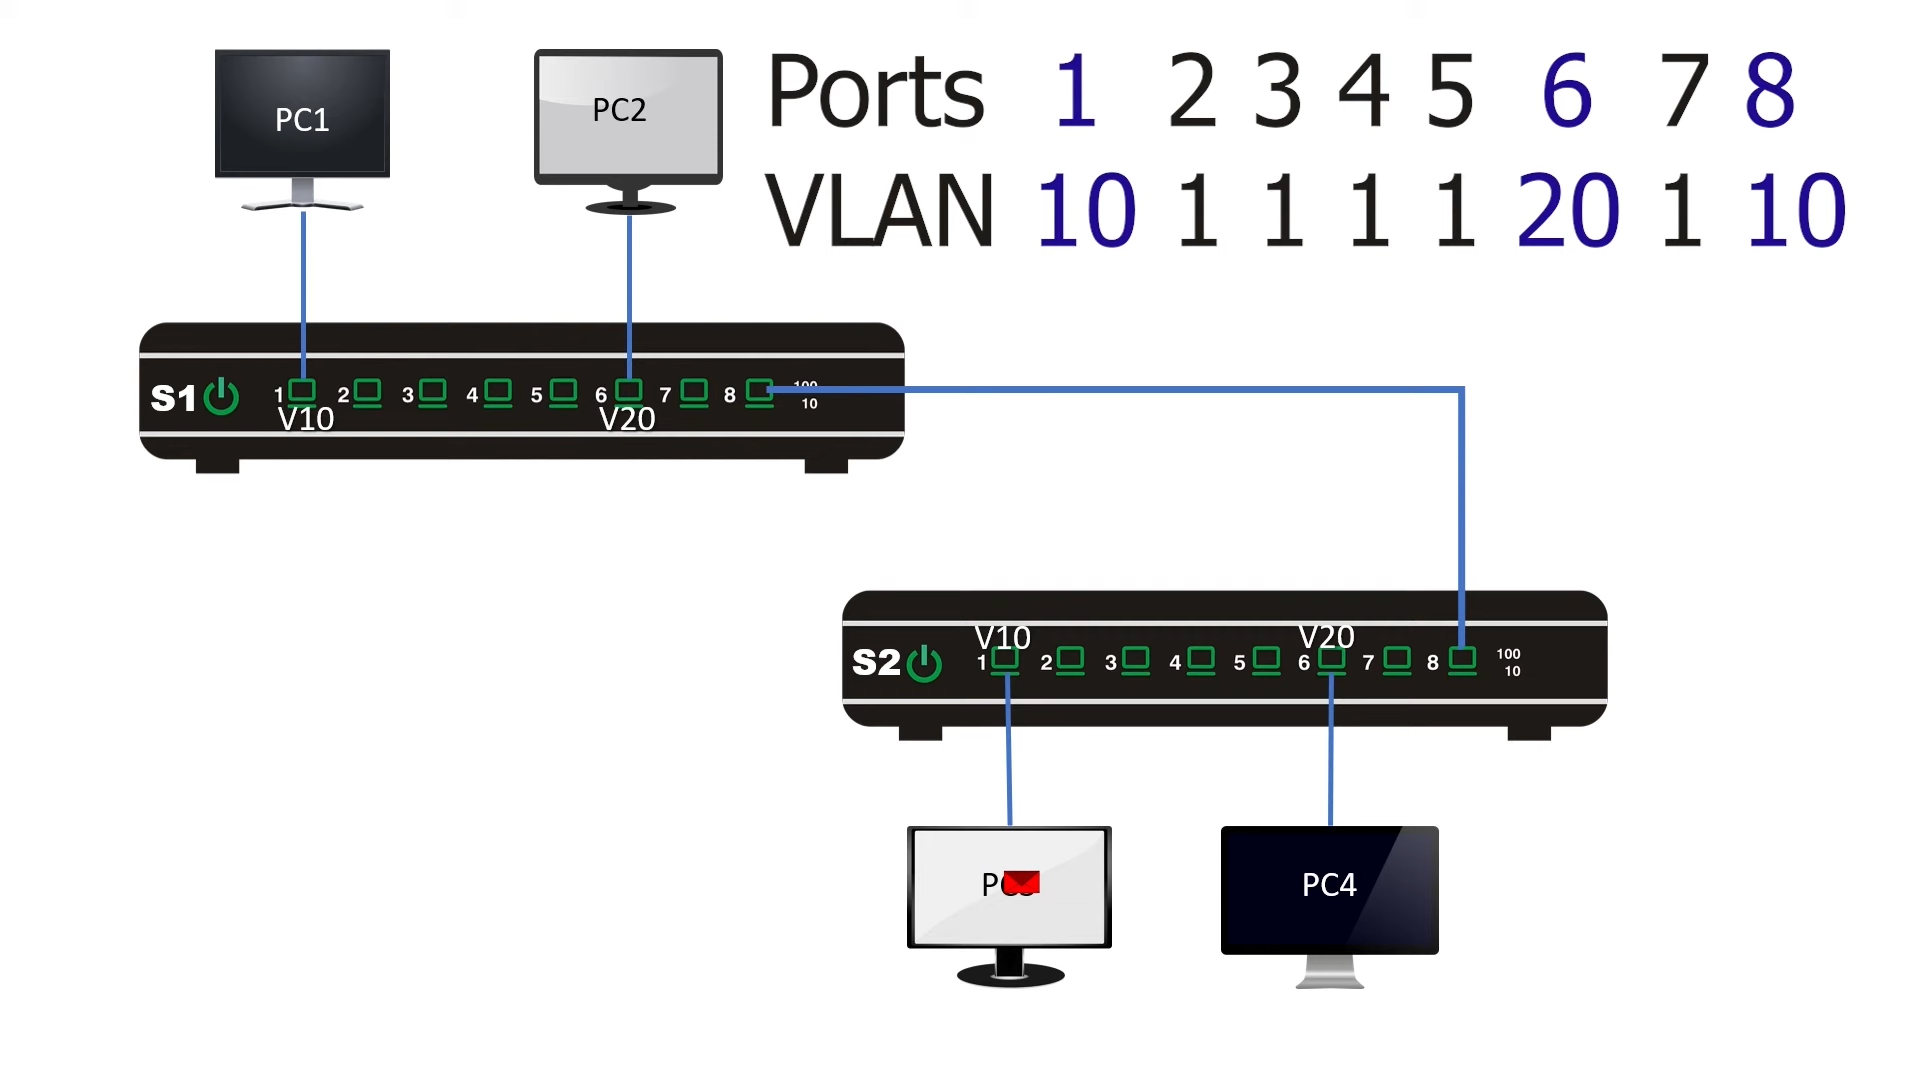 PC1
PC2
Ports 1 2 3 4 5 6 7 8
VLAN 10 1 1 1 1 20 1 10
S1 1 2 3 4 5 6 7 8 100
10
V10 V20
V10 V20
S2 1 2 3 4 5 6 7 8 100
10
PC4